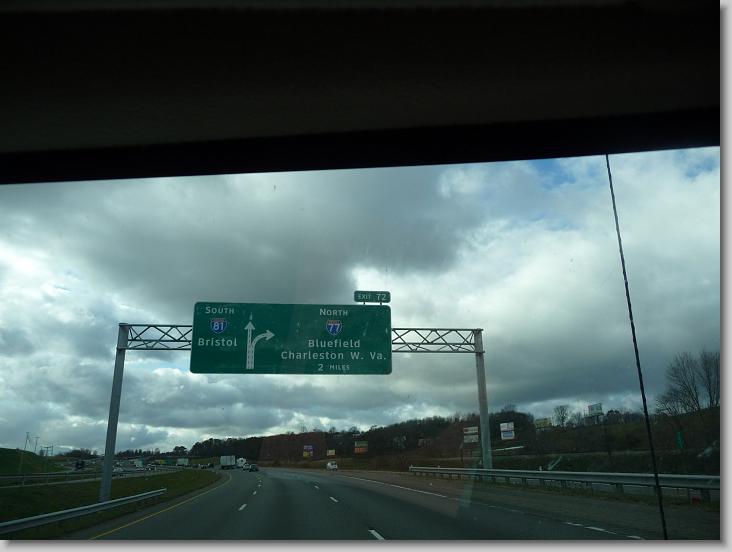 EXIT 72
SOUTH
81
Bristol
NORTH
77
Bluefield
Charleston W. Va.
2 MILES